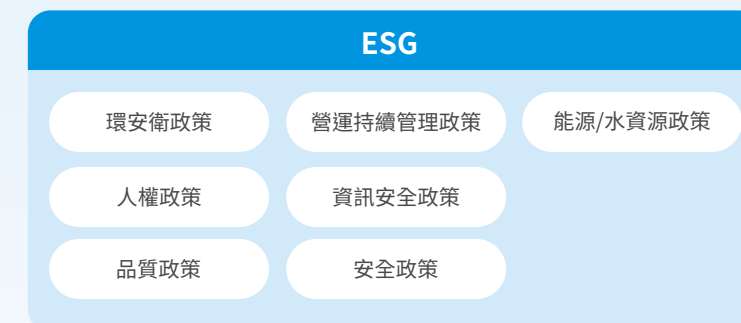 ESG
環安衛政策
營運持續管理政策
能源/水資源政策
人權政策
資訊安全政策
品質政策
安全政策